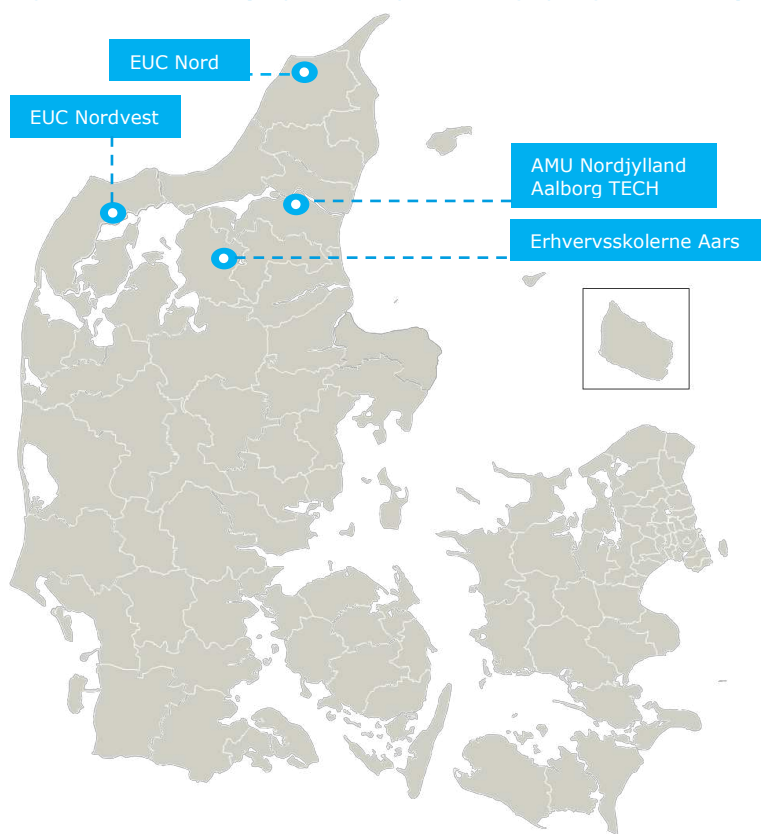 EUC Nord
EUC Nordvest
AMU Nordjylland
Aalborg TECH
Erhvervsskolerne Aars